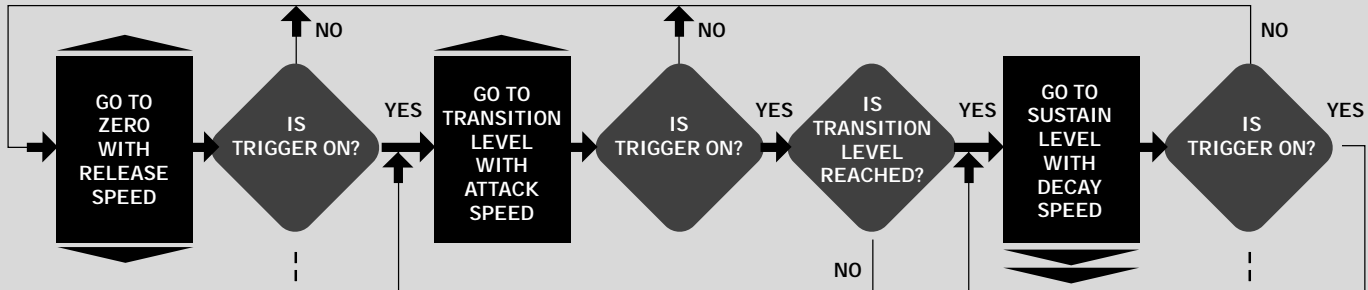 NO
NO
NO
GO TO
ZERO
WITH
RELEASE
SPEED
IS
TRIGGER ON?
YES
GO TO
TRANSITION
LEVEL
WITH
ATTACK
SPEED
IS
TRIGGER ON?
YES
IS
TRANSITION
LEVEL
REACHED?
YES
GO TO
SUSTAIN
LEVEL
WITH
DECAY
SPEED
IS
TRIGGER ON?
YES
NO